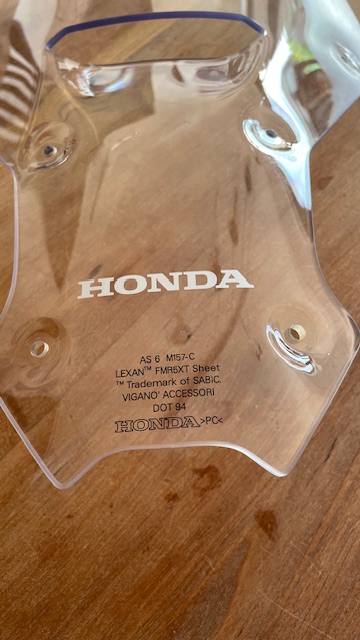 HONDA
AS 6 M157-C
LEXAN™ FMR5XT Sheet
™ Trademark of SABIC.
VIGANO' ACCESSORI
DOT 94
HONDA >PC<